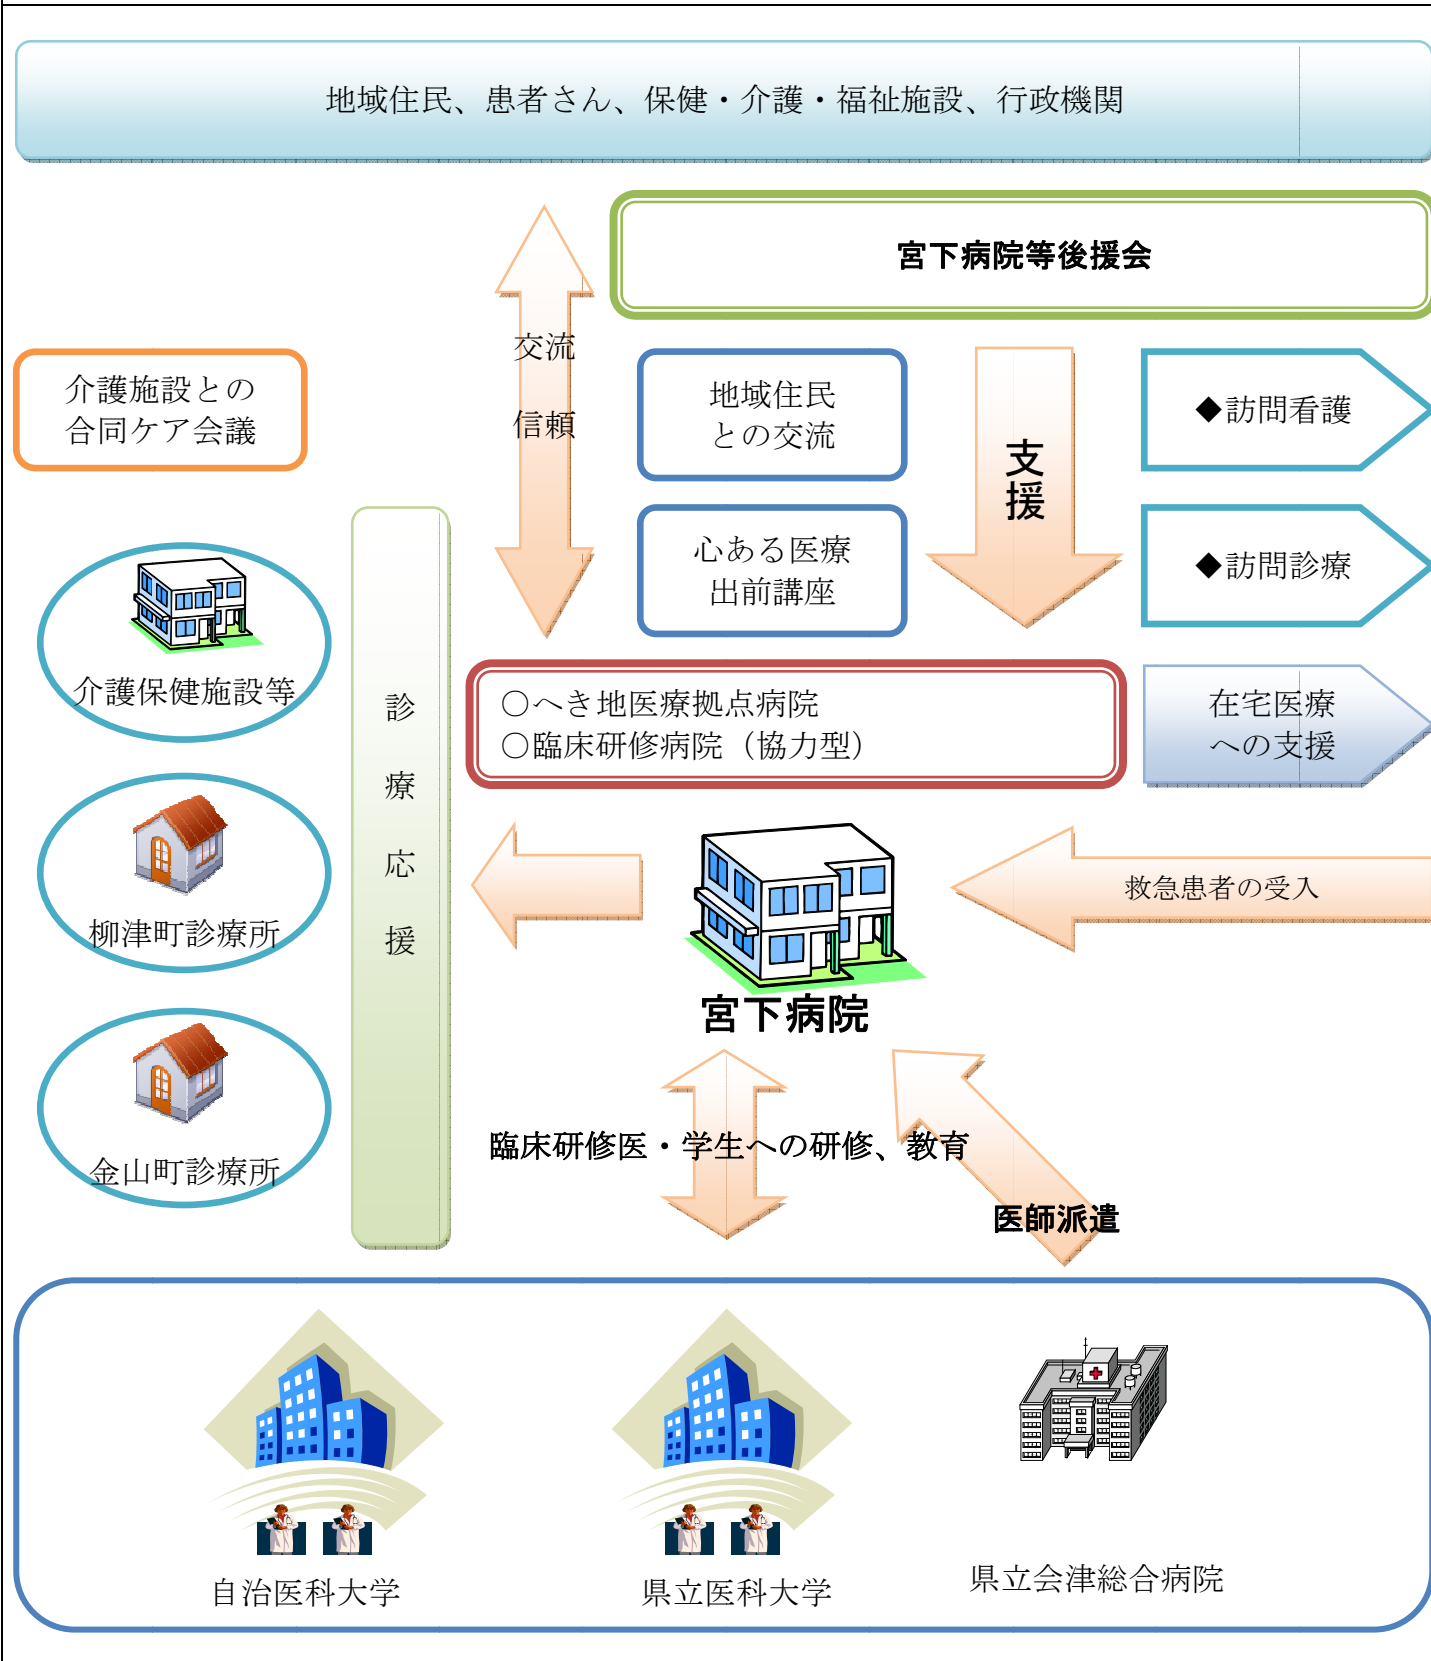 地域住民、患者さん、保健・介護・福祉施設、行政機関
宮下病院等後援会
交流
信頼
介護施設との
合同ケア会議
地域住民
との交流
支援
◆訪問看護
心ある医療
出前講座
◆訪問診療
介護保健施設等
診療応援
○へき地医療拠点病院
○臨床研修病院（協力型）
在宅医療
への支援
柳津町診療所
救急患者の受入
宮下病院
金山町診療所
臨床研修医・学生への研修、教育
医師派遣
自治医科大学
県立医科大学
県立会津総合病院